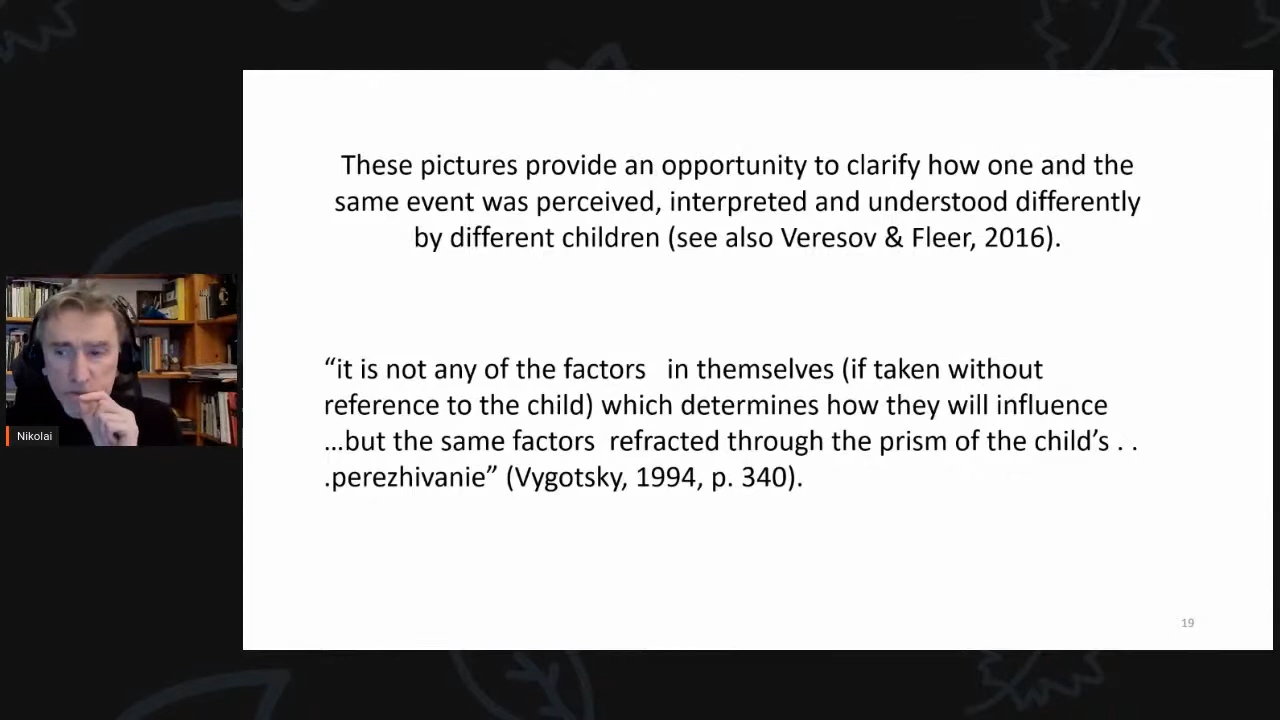 These pictures provide an opportunity to clarify how one and the
same event was perceived, interpreted and understood differently
by different children (see also Veresov & Fleer, 2016).
“it is not any of the factors   in themselves (if taken without
reference to the child) which determines how they will influence
…but the same factors  refracted through the prism of the child’s . .
.perezhivanie” (Vygotsky, 1994, p. 340).
Nikolai
19